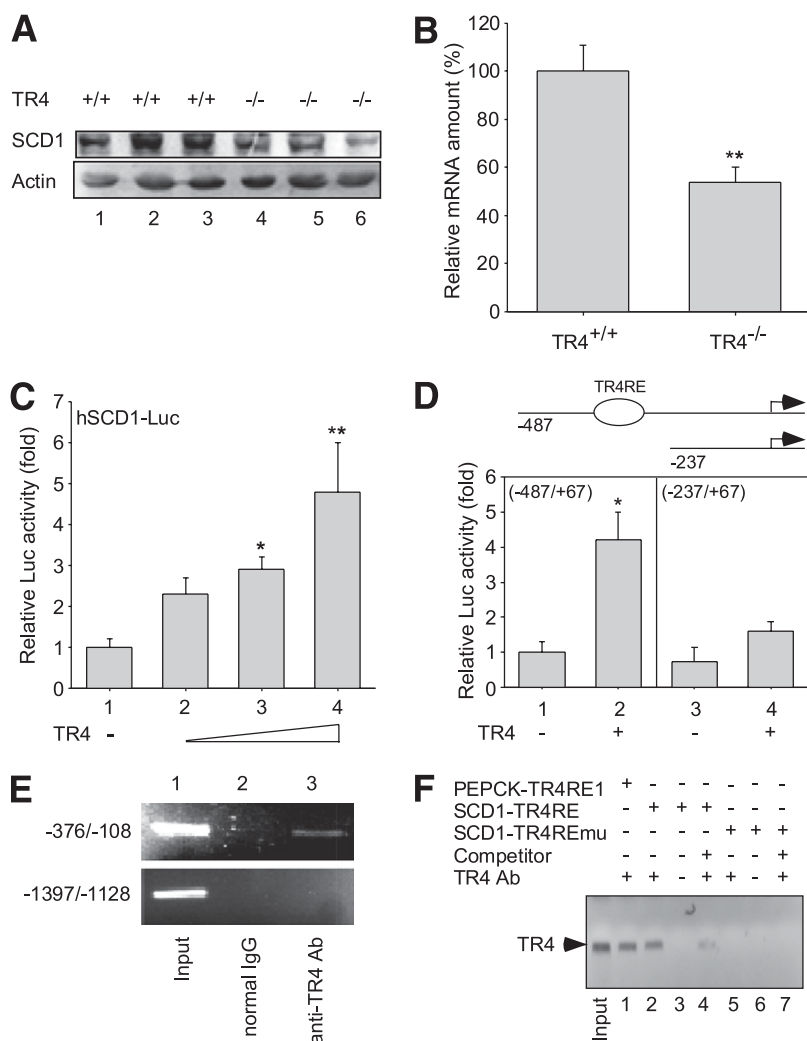 A
TR4 +/+ +/+ +/+ -/- -/- -/-
SCD1
Actin
1 2 3 4 5 6
B
Relative mRNA amount (%)
120
100
80
60
40
20
0
**
TR4+/+ TR4-/-
C
hSCD1-Luc
Relative Luc activity (fold)
7
6
5
4
3
2
1
0
*
**
1 2 3 4
TR4 -
D
TR4RE
-487
-237
(-487/+67) (-237/+67)
Relative Luc activity (fold)
6
5
4
3
2
1
0
*
1 2 3 4
TR4 - + - +
E
1 2 3
-376/-108
-1397/-1128
Input
normal IgG
anti-TR4 Ab
F
PEPCK-TR4RE1 + - - - - - -
SCD1-TR4RE - + + + - - -
SCD1-TR4REmu - - - - + + +
Competitor - - - + - - +
TR4 Ab + + - + + - +
TR4
Input 1 2 3 4 5 6 7